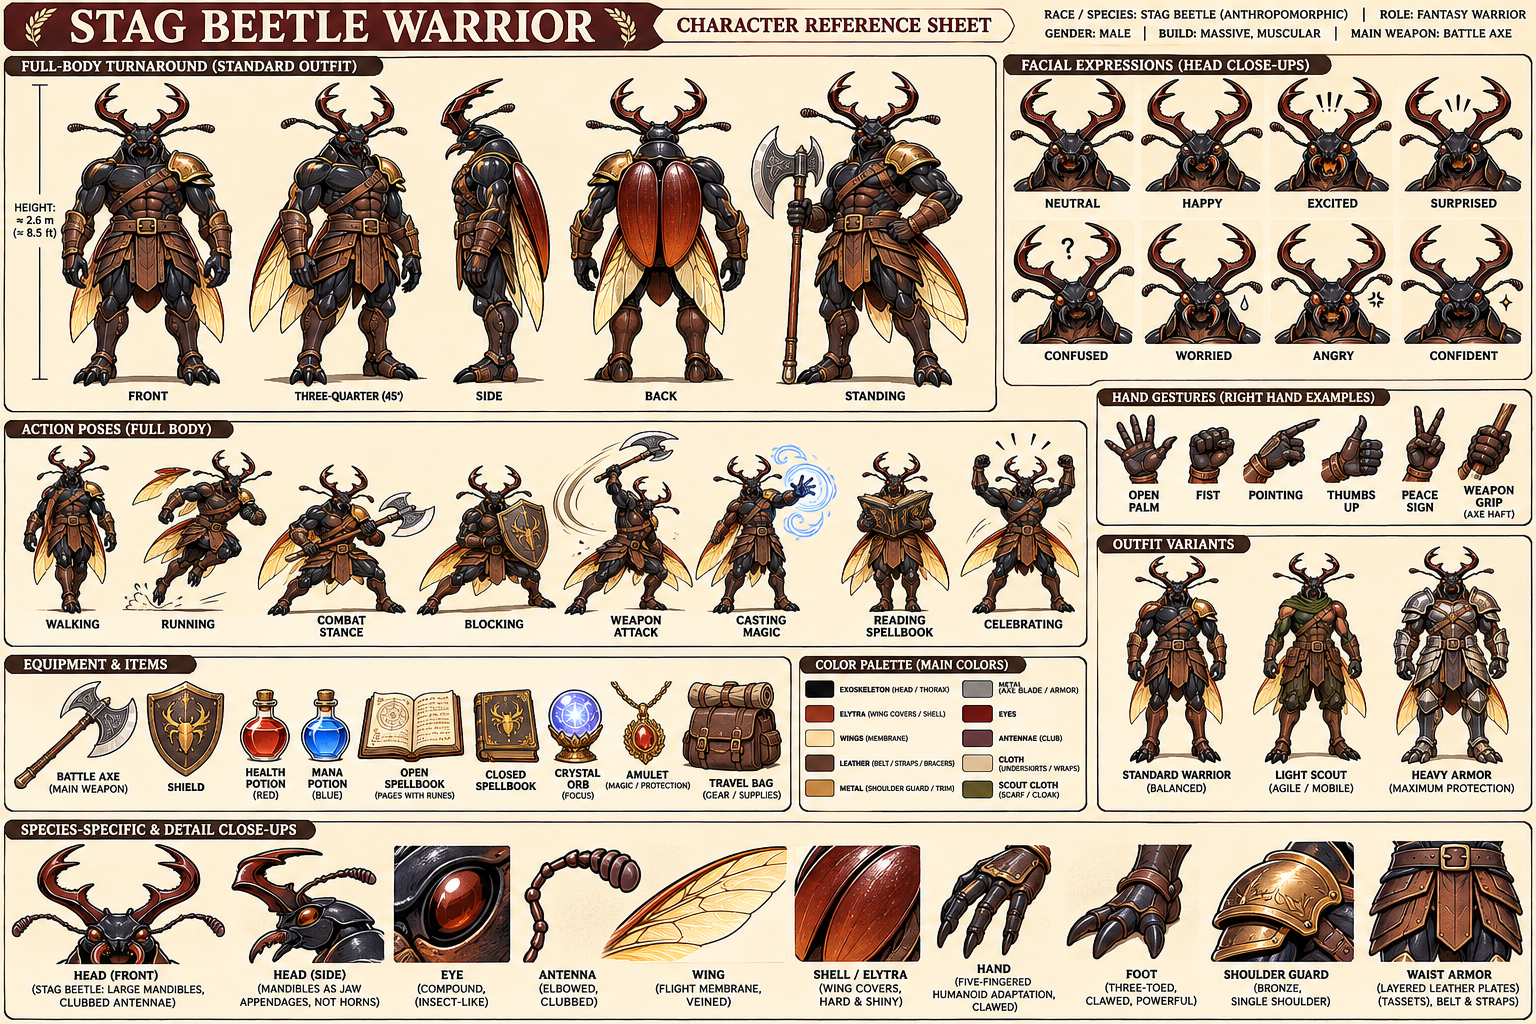 STAG BEETLE WARRIOR
CHARACTER REFERENCE SHEET
RACE / SPECIES: STAG BEETLE (ANTHROPOMORPHIC) | ROLE: FANTASY WARRIOR
GENDER: MALE | BUILD: MASSIVE, MUSCULAR | MAIN WEAPON: BATTLE AXE
FULL-BODY TURNAROUND (STANDARD OUTFIT)
HEIGHT:
≈ 2.6 m
(≈ 8.5 ft)
FRONT
THREE-QUARTER (45°)
SIDE
BACK
STANDING
FACIAL EXPRESSIONS (HEAD CLOSE-UPS)
!!!
NEUTRAL
HAPPY
EXCITED
SURPRISED
?
CONFUSED
WORRIED
ANGRY
CONFIDENT
HAND GESTURES (RIGHT HAND EXAMPLES)
OPEN
PALM
FIST
POINTING
THUMBS
UP
PEACE
SIGN
WEAPON
GRIP
(AXE HAFT)
ACTION POSES (FULL BODY)
WALKING
RUNNING
COMBAT
STANCE
BLOCKING
WEAPON
ATTACK
CASTING
MAGIC
READING
SPELLBOOK
CELEBRATING
OUTFIT VARIANTS
STANDARD WARRIOR
(BALANCED)
LIGHT SCOUT
(AGILE / MOBILE)
HEAVY ARMOR
(MAXIMUM PROTECTION)
EQUIPMENT & ITEMS
BATTLE AXE
(MAIN WEAPON)
SHIELD
HEALTH
POTION
(RED)
MANA
POTION
(BLUE)
OPEN
SPELLBOOK
(PAGES WITH RUNES)
CLOSED
SPELLBOOK
CRYSTAL
ORB
(FOCUS)
AMULET
(MAGIC / PROTECTION)
TRAVEL BAG
(GEAR / SUPPLIES)
COLOR PALETTE (MAIN COLORS)
EXOSKELETON (HEAD / THORAX)
ELYTRA (WING COVERS / SHELL)
WINGS (MEMBRANE)
LEATHER (BELT / STRAPS / BRACERS)
METAL (SHOULDER GUARD / TRIM)
METAL
(AXE BLADE / ARMOR)
EYES
ANTENNAE (CLUB)
CLOTH
(UNDERSKIRTS / WRAPS)
SCOUT CLOTH
(SCARF / CLOAK)
SPECIES-SPECIFIC & DETAIL CLOSE-UPS
HEAD (FRONT)
(STAG BEETLE: LARGE MANDIBLES,
CLUBBED ANTENNAE)
HEAD (SIDE)
(MANDIBLES AS JAW
APPENDAGES, NOT HORNS)
EYE
(COMPOUND,
(INSECT-LIKE)
ANTENNA
(ELBOWED,
CLUBBED)
WING
(FLIGHT MEMBRANE,
VEINED)
SHELL / ELYTRA
(WING COVERS,
HARD & SHINY)
HAND
(FIVE-FINGERED
HUMANOID ADAPTATION,
CLAWED)
FOOT
(THREE-TOED,
CLAWED, POWERFUL)
SHOULDER GUARD
(BRONZE,
SINGLE SHOULDER)
WAIST ARMOR
(LAYERED LEATHER PLATES)
(TASSETS), BELT & STRAPS)